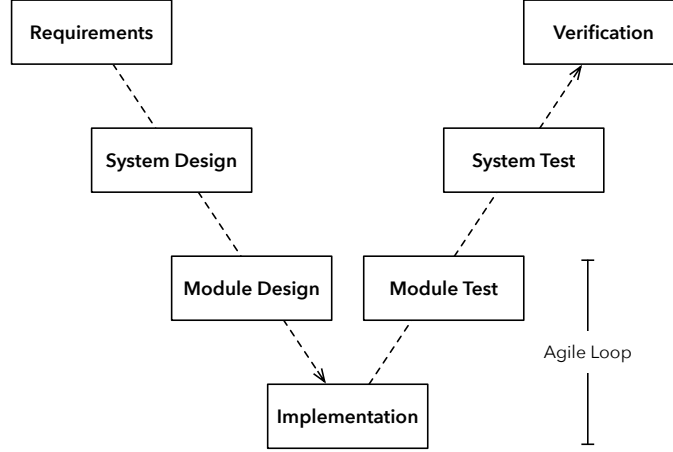 Requirements
Verification
System Design
System Test
Module Design
Module Test
Agile Loop
Implementation